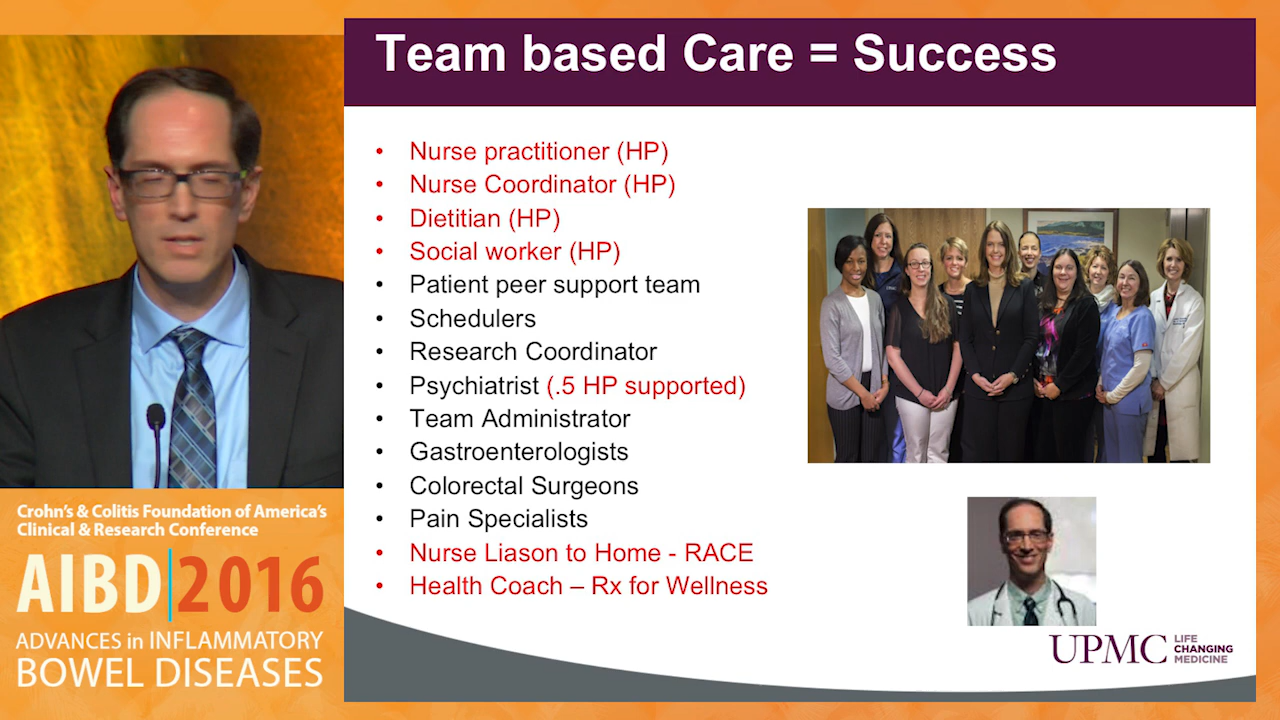 Team based Care = Success
• Nurse practitioner (HP)
• Nurse Coordinator (HP)
• Dietitian (HP)
• Social worker (HP)
• Patient peer support team
• Schedulers
• Research Coordinator
• Psychiatrist (.5 HP supported)
• Team Administrator
• Gastroenterologists
• Colorectal Surgeons
• Pain Specialists
• Nurse Liason to Home - RACE
• Health Coach – Rx for Wellness
UPMC LIFE
CHANGING
MEDICINE
Crohn's & Colitis Foundation of America's
Clinical & Research Conference
AIBD|2016
ADVANCES in INFLAMMATORY
BOWEL DISEASES